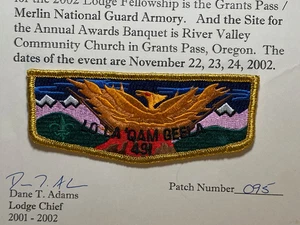 for the 2002 Lodge Fellowship is the Grants Pass /
Merlin National Guard Armory. And the Site for
the Annual Awards Banquet is River Valley
Community Church in Grants Pass, Oregon. The
dates of the event are November 22, 23, 24, 2002.
LO LA 'QAM GEELA
491
Dane T. Adams
Lodge Chief
2001 - 2002
Patch Number 095